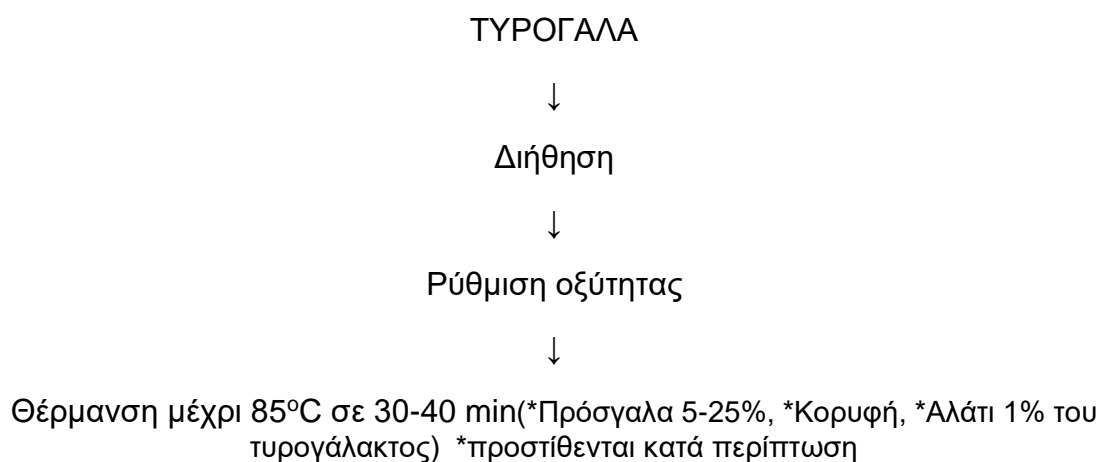 ΤΥΡΟΓΑΛΑ
↓
Διήθηση
↓
Ρύθμιση οξύτητας
↓
Θέρμανση μέχρι 85ºC σε 30-40 min(*Πρόσγαλα 5-25%, *Κορυφή, *Αλάτι 1% του
τυρογάλακτος) *προστίθενται κατά περίπτωση